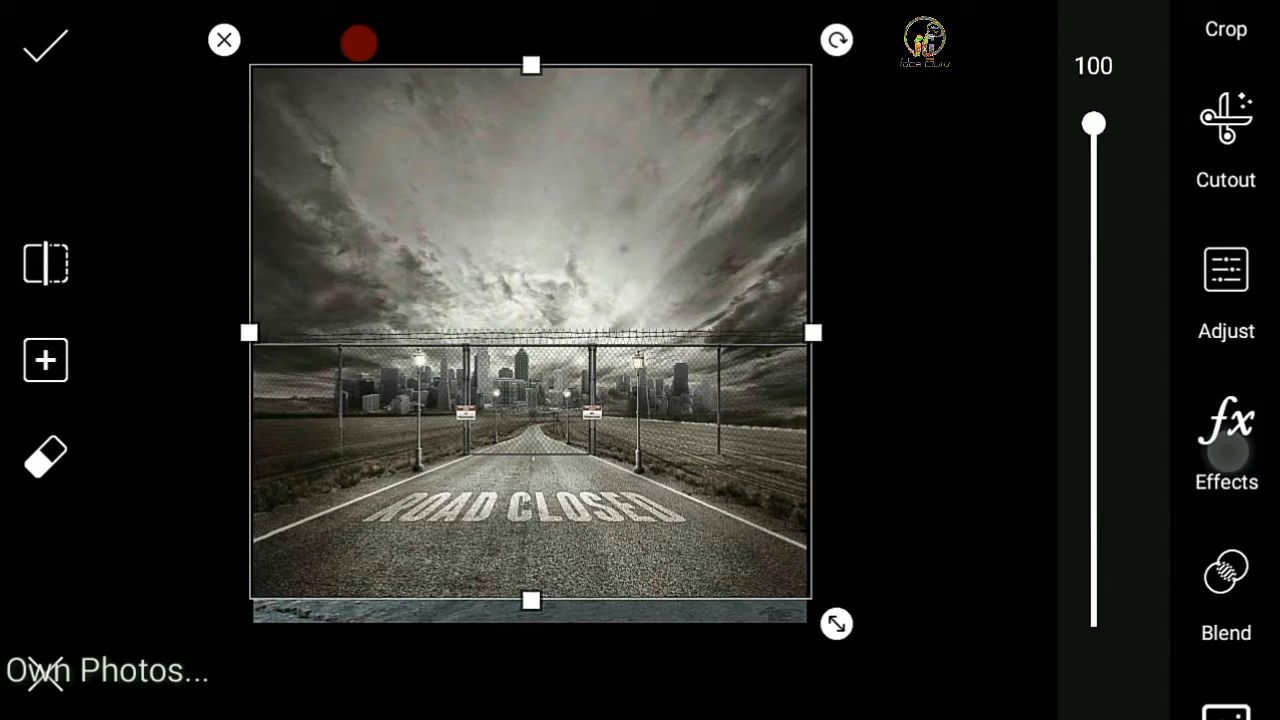 Crop
100
Cutout
Adjust
Effects
Blend
ROAD CLOSED
Own Photos...